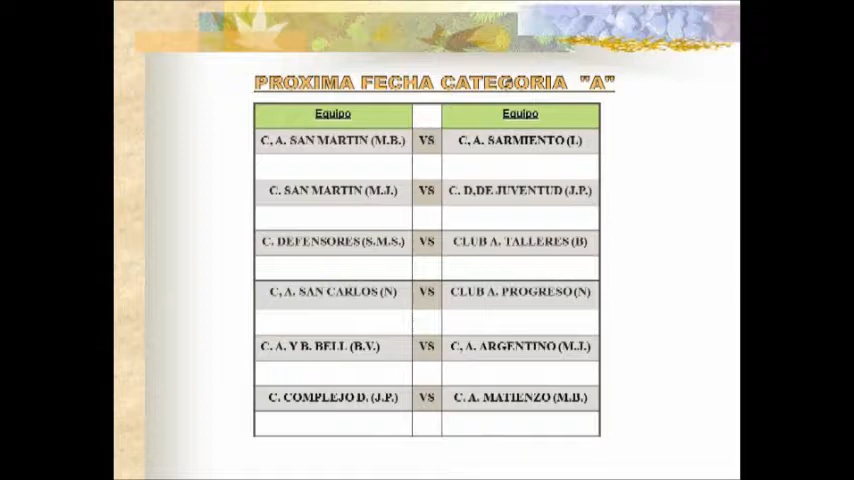 PROXIMA FECHA CATEGORIA "A"
Equipo Equipo
C, A. SAN MARTIN (M.B.) VS C, A. SARMIENTO (L)
C. SAN MARTIN (M.J.) VS C. D,DE JUVENTUD (J.P.)
C. DEFENSORES (S.M.S.) VS CLUB A. TALLERES (B)
C, A. SAN CARLOS (N) VS CLUB A. PROGRESO (N)
C. A. Y B. BELL (B.V.) VS C, A. ARGENTINO (M.J.)
C. COMPLEJO D. (J.P.) VS C. A. MATIENZO (M.B.)